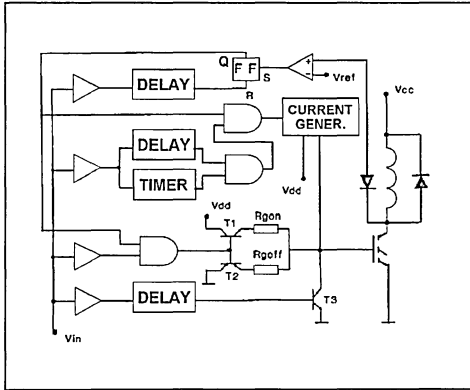 Q
F F
S
R
Vref
DELAY
Vcc
CURRENT
GENER.
DELAY
TIMER
Vdd
Vdd
T1
Rgon
Rgoff
T2
DELAY
T3
Vin
+
-